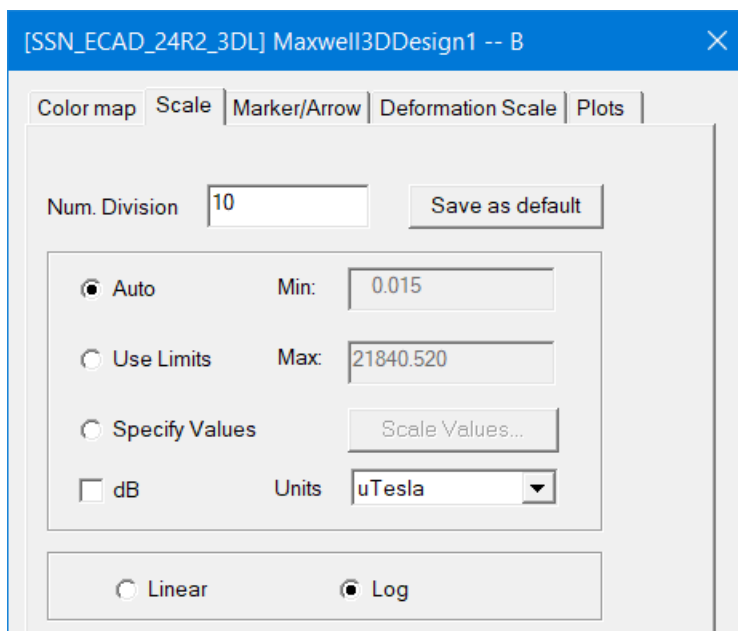 [SSN_ECAD_24R2_3DL] Maxwell3DDesign1 -- B
Color map Scale Marker/Arrow Deformation Scale Plots
Num. Division 10 Save as default
Auto Min: 0.015
Use Limits Max: 21840.520
Specify Values Scale Values...
dB Units uTesla
Linear Log